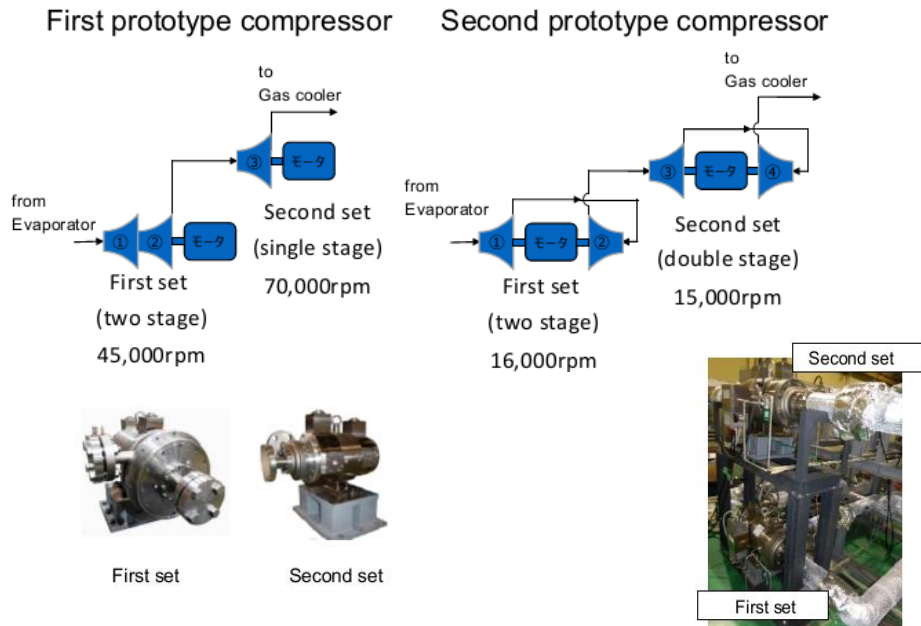 First prototype compressor
to
Gas cooler
③
モータ
from
Evaporator
①
②
モータ
Second set
(single stage)
70,000rpm
First set
(two stage)
45,000rpm
First set
Second set
Second prototype compressor
to
Gas cooler
③
モータ
④
from
Evaporator
①
モータ
②
Second set
(double stage)
15,000rpm
First set
(two stage)
16,000rpm
Second set
First set